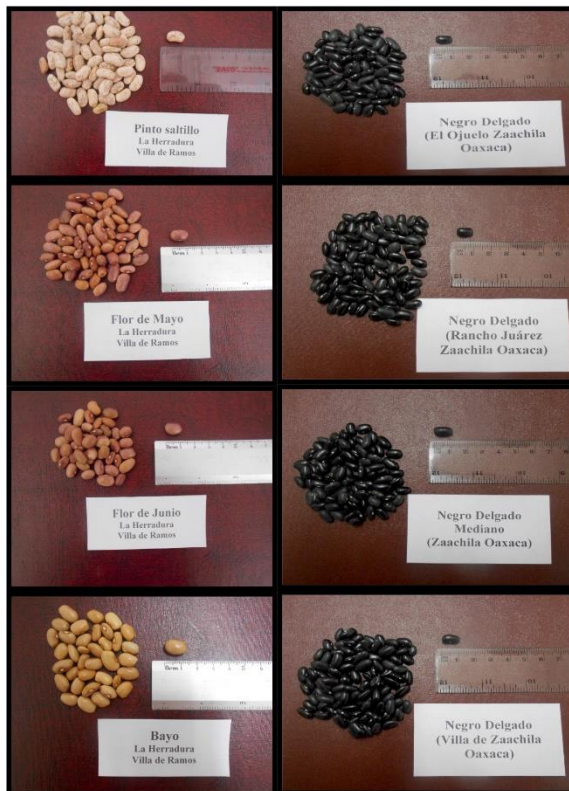 Pinto saltillo
La Herradura
Villa de Ramos
Negro Delgado
(El Ojuelo Zaachila
Oaxaca)
Flor de Mayo
La Herradura
Villa de Ramos
Negro Delgado
(Rancho Juárez
Zaachila Oaxaca)
Flor de Junio
La Herradura
Villa de Ramos
Negro Delgado
Mediano
(Zaachila Oaxaca)
Bayo
La Herradura
Villa de Ramos
Negro Delgado
(Villa de Zaachila
Oaxaca)